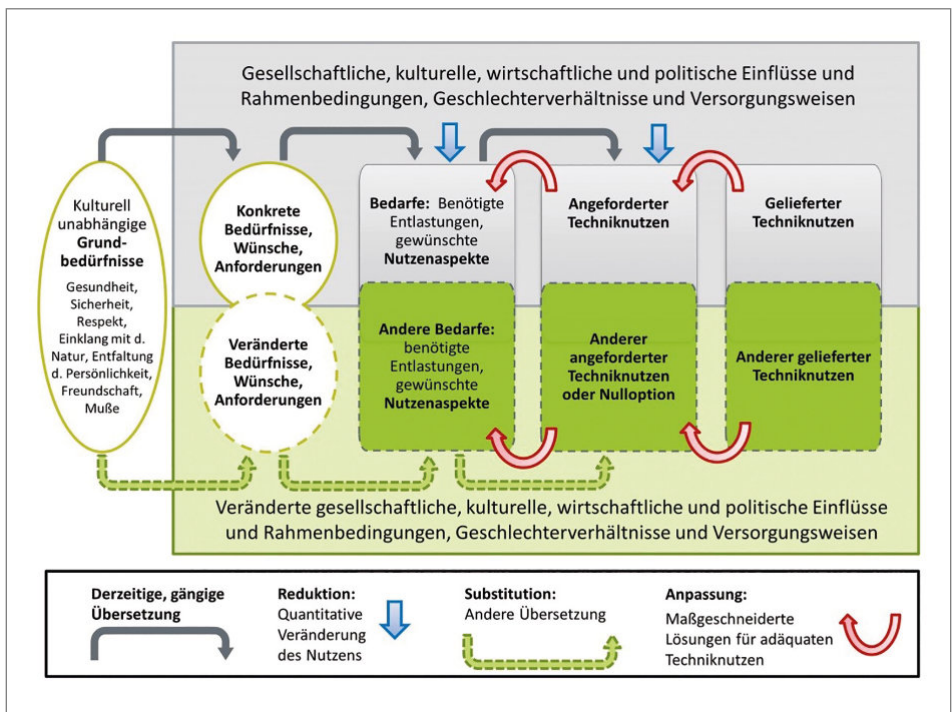 Gesellschaftliche, kulturelle, wirtschaftliche und politische Einflüsse und
Rahmenbedingungen, Geschlechterverhältnisse und Versorgungsweisen
Kulturell
unabhängige
Grund-
bedürfnisse
Gesundheit,
Sicherheit,
Respekt,
Einklang mit d.
Natur, Entfaltung
d. Persönlichkeit,
Freundschaft,
Muße
Konkrete
Bedürfnisse,
Wünsche,
Anforderungen
Bedarfe: Benötigte
Entlastungen,
gewünschte
Nutzenaspekte
Angeforderter
Techniknutzen
Gelieferter
Techniknutzen
Veränderte
Bedürfnisse,
Wünsche,
Anforderungen
Andere Bedarfe:
benötigte
Entlastungen,
gewünschte
Nutzenaspekte
Anderer
angeforderter
Techniknutzen
oder Nulloption
Anderer gelieferter
Techniknutzen
Veränderte gesellschaftliche, kulturelle, wirtschaftliche und politische Einflüsse
und Rahmenbedingungen, Geschlechterverhältnisse und Versorgungsweisen
Derzeitige, gängige
Übersetzung
Reduktion:
Quantitative
Veränderung
des Nutzens
Substitution:
Andere Übersetzung
Anpassung:
Maßgeschneiderte
Lösungen für adäquaten
Techniknutzen